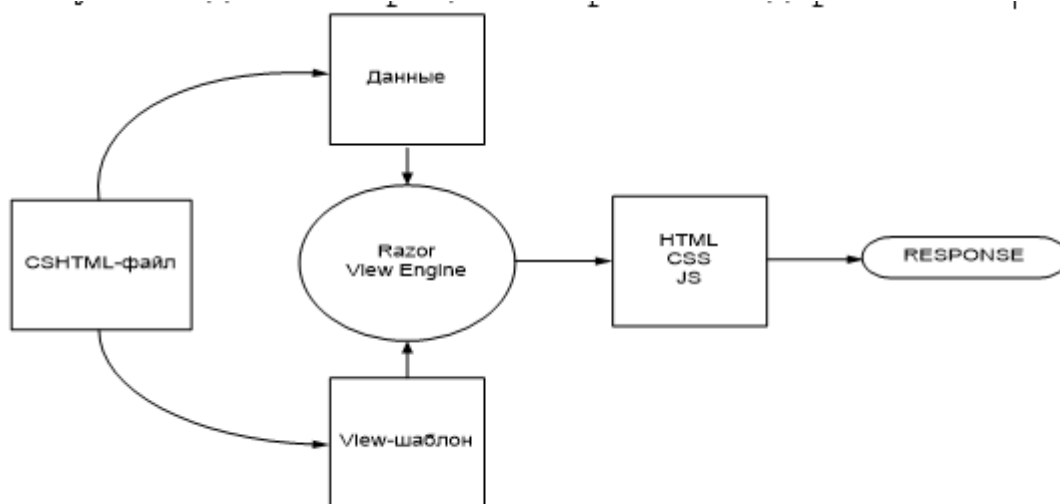 Данные
CSHTML-файл
Razor
View Engine
HTML
CSS
JS
RESPONSE
View-шаблон